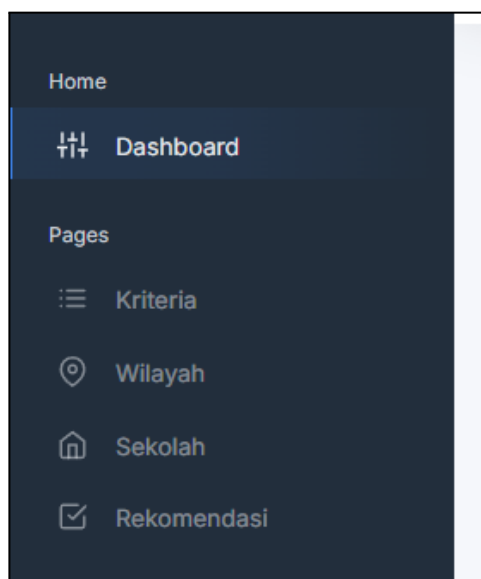 Home
Dashboard
Pages
Kriteria
Wilayah
Sekolah
Rekomendasi